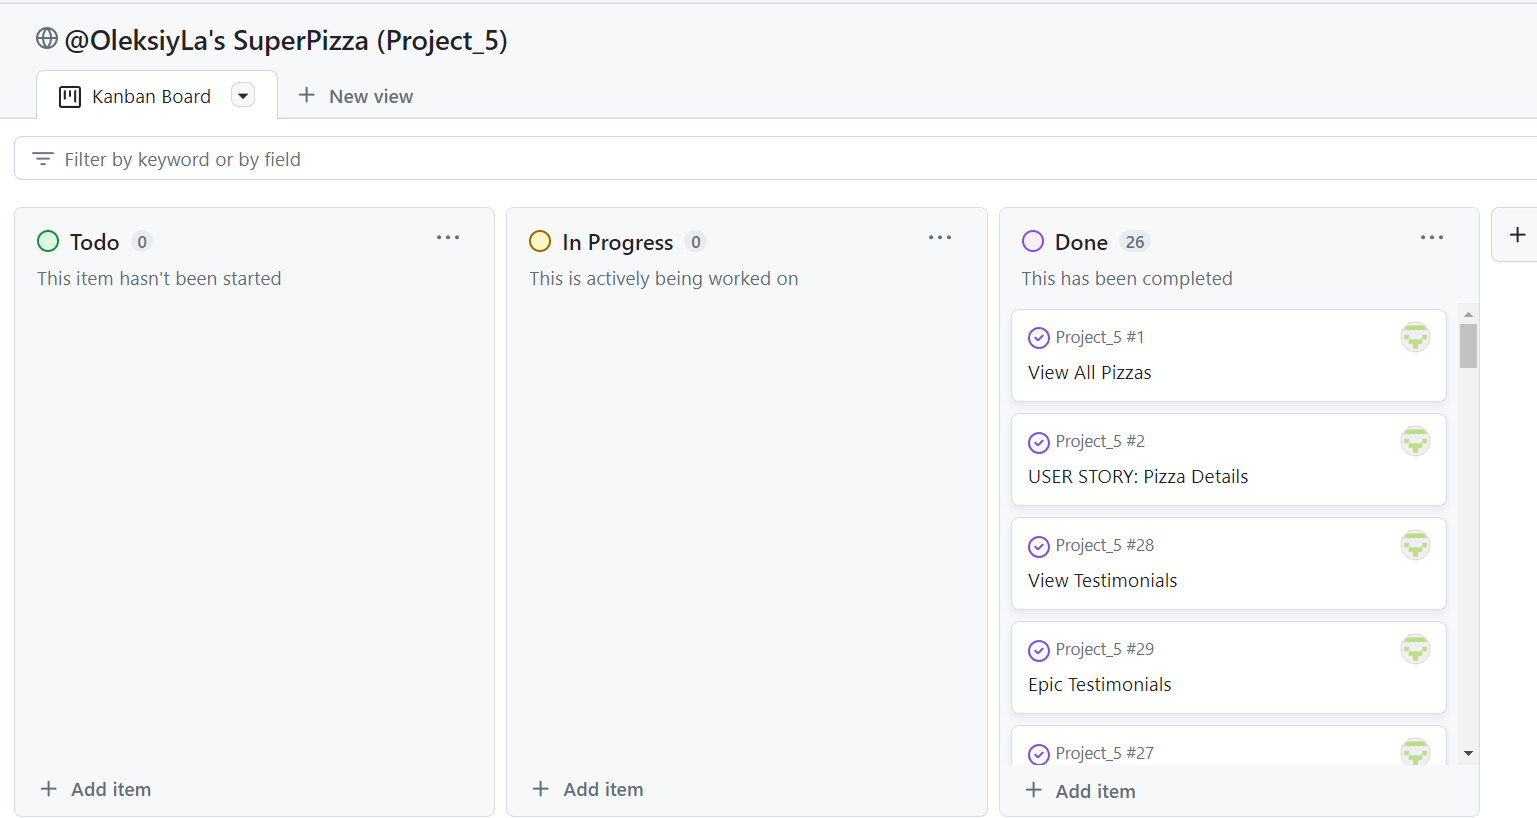 @OleksiyLa's SuperPizza (Project_5)
Kanban Board
New view
Filter by keyword or by field
Todo 0
This item hasn't been started
Add item
In Progress 0
This is actively being worked on
Add item
Done 26
This has been completed
Project_5 #1
View All Pizzas
Project_5 #2
USER STORY: Pizza Details
Project_5 #28
View Testimonials
Project_5 #29
Epic Testimonials
Project_5 #27
Add item